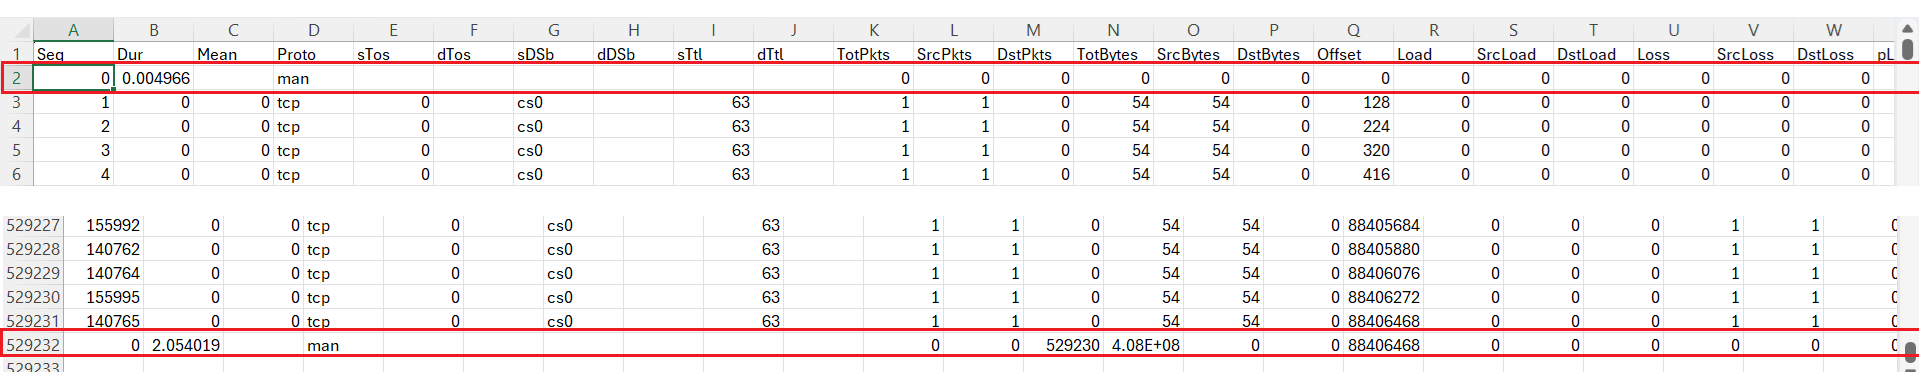 A B C D E F G H I J K L M N O P Q R S T U V W
1 Seq Dur Mean Proto sTos dTos sDSb dDSb sTtl dTtl TotPkts SrcPkts DstPkts TotBytes SrcBytes DstBytes Offset Load SrcLoad DstLoad Loss SrcLoss DstLoss pL
2 0 0.004966 man 0 0 0 0 0 0 0 0 0 0 0 0 0
3 1 0 0 tcp 0 cs0 63 1 1 0 54 54 0 128 0 0 0 0 0 0
4 2 0 0 tcp 0 cs0 63 1 1 0 54 54 0 224 0 0 0 0 0 0
5 3 0 0 tcp 0 cs0 63 1 1 0 54 54 0 320 0 0 0 0 0 0
6 4 0 0 tcp 0 cs0 63 1 1 0 54 54 0 416 0 0 0 0 0 0
529227 155992 0 0 tcp 0 cs0 63 1 1 0 54 54 0 88405684 0 0 0 1 1 0
529228 140762 0 0 tcp 0 cs0 63 1 1 0 54 54 0 88405880 0 0 0 1 1 0
529229 140764 0 0 tcp 0 cs0 63 1 1 0 54 54 0 88406076 0 0 0 1 1 0
529230 155995 0 0 tcp 0 cs0 63 1 1 0 54 54 0 88406272 0 0 0 1 1 0
529231 140765 0 0 tcp 0 cs0 63 1 1 0 54 54 0 88406468 0 0 0 1 1 0
529232 0 2.054019 man 0 0 529230 4.08E+08 0 0 88406468 0 0 0 0 0 0
529233